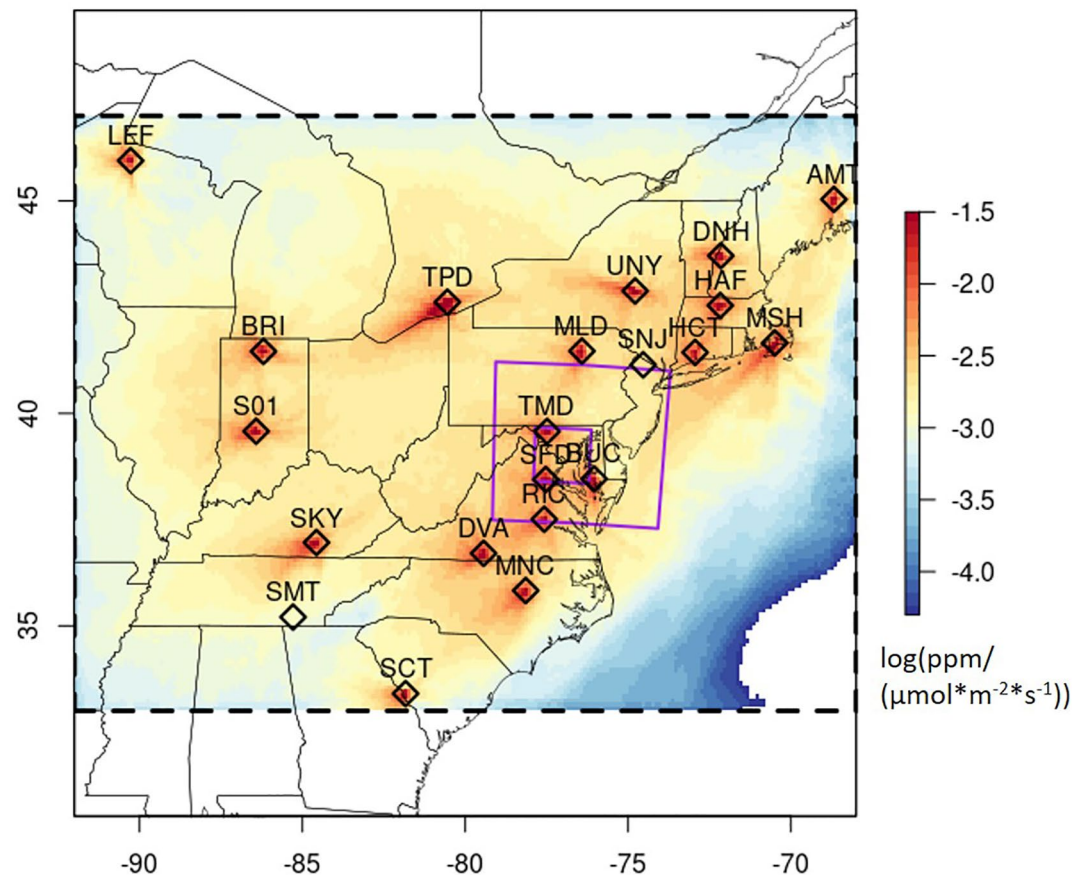 LEF
AMT
45
-1.5
DNH
UNY
HAF
TPD
-2.0
BRI
MLD
SNJ
HCT
MSH
-2.5
40
S01
TMD
-3.0
SFD
BUC
RIC
-3.5
SKY
DVA
MNC
-4.0
SMT
35
SCT
log(ppm/
(μmol*m-2*s-1))
-90 -85 -80 -75 -70